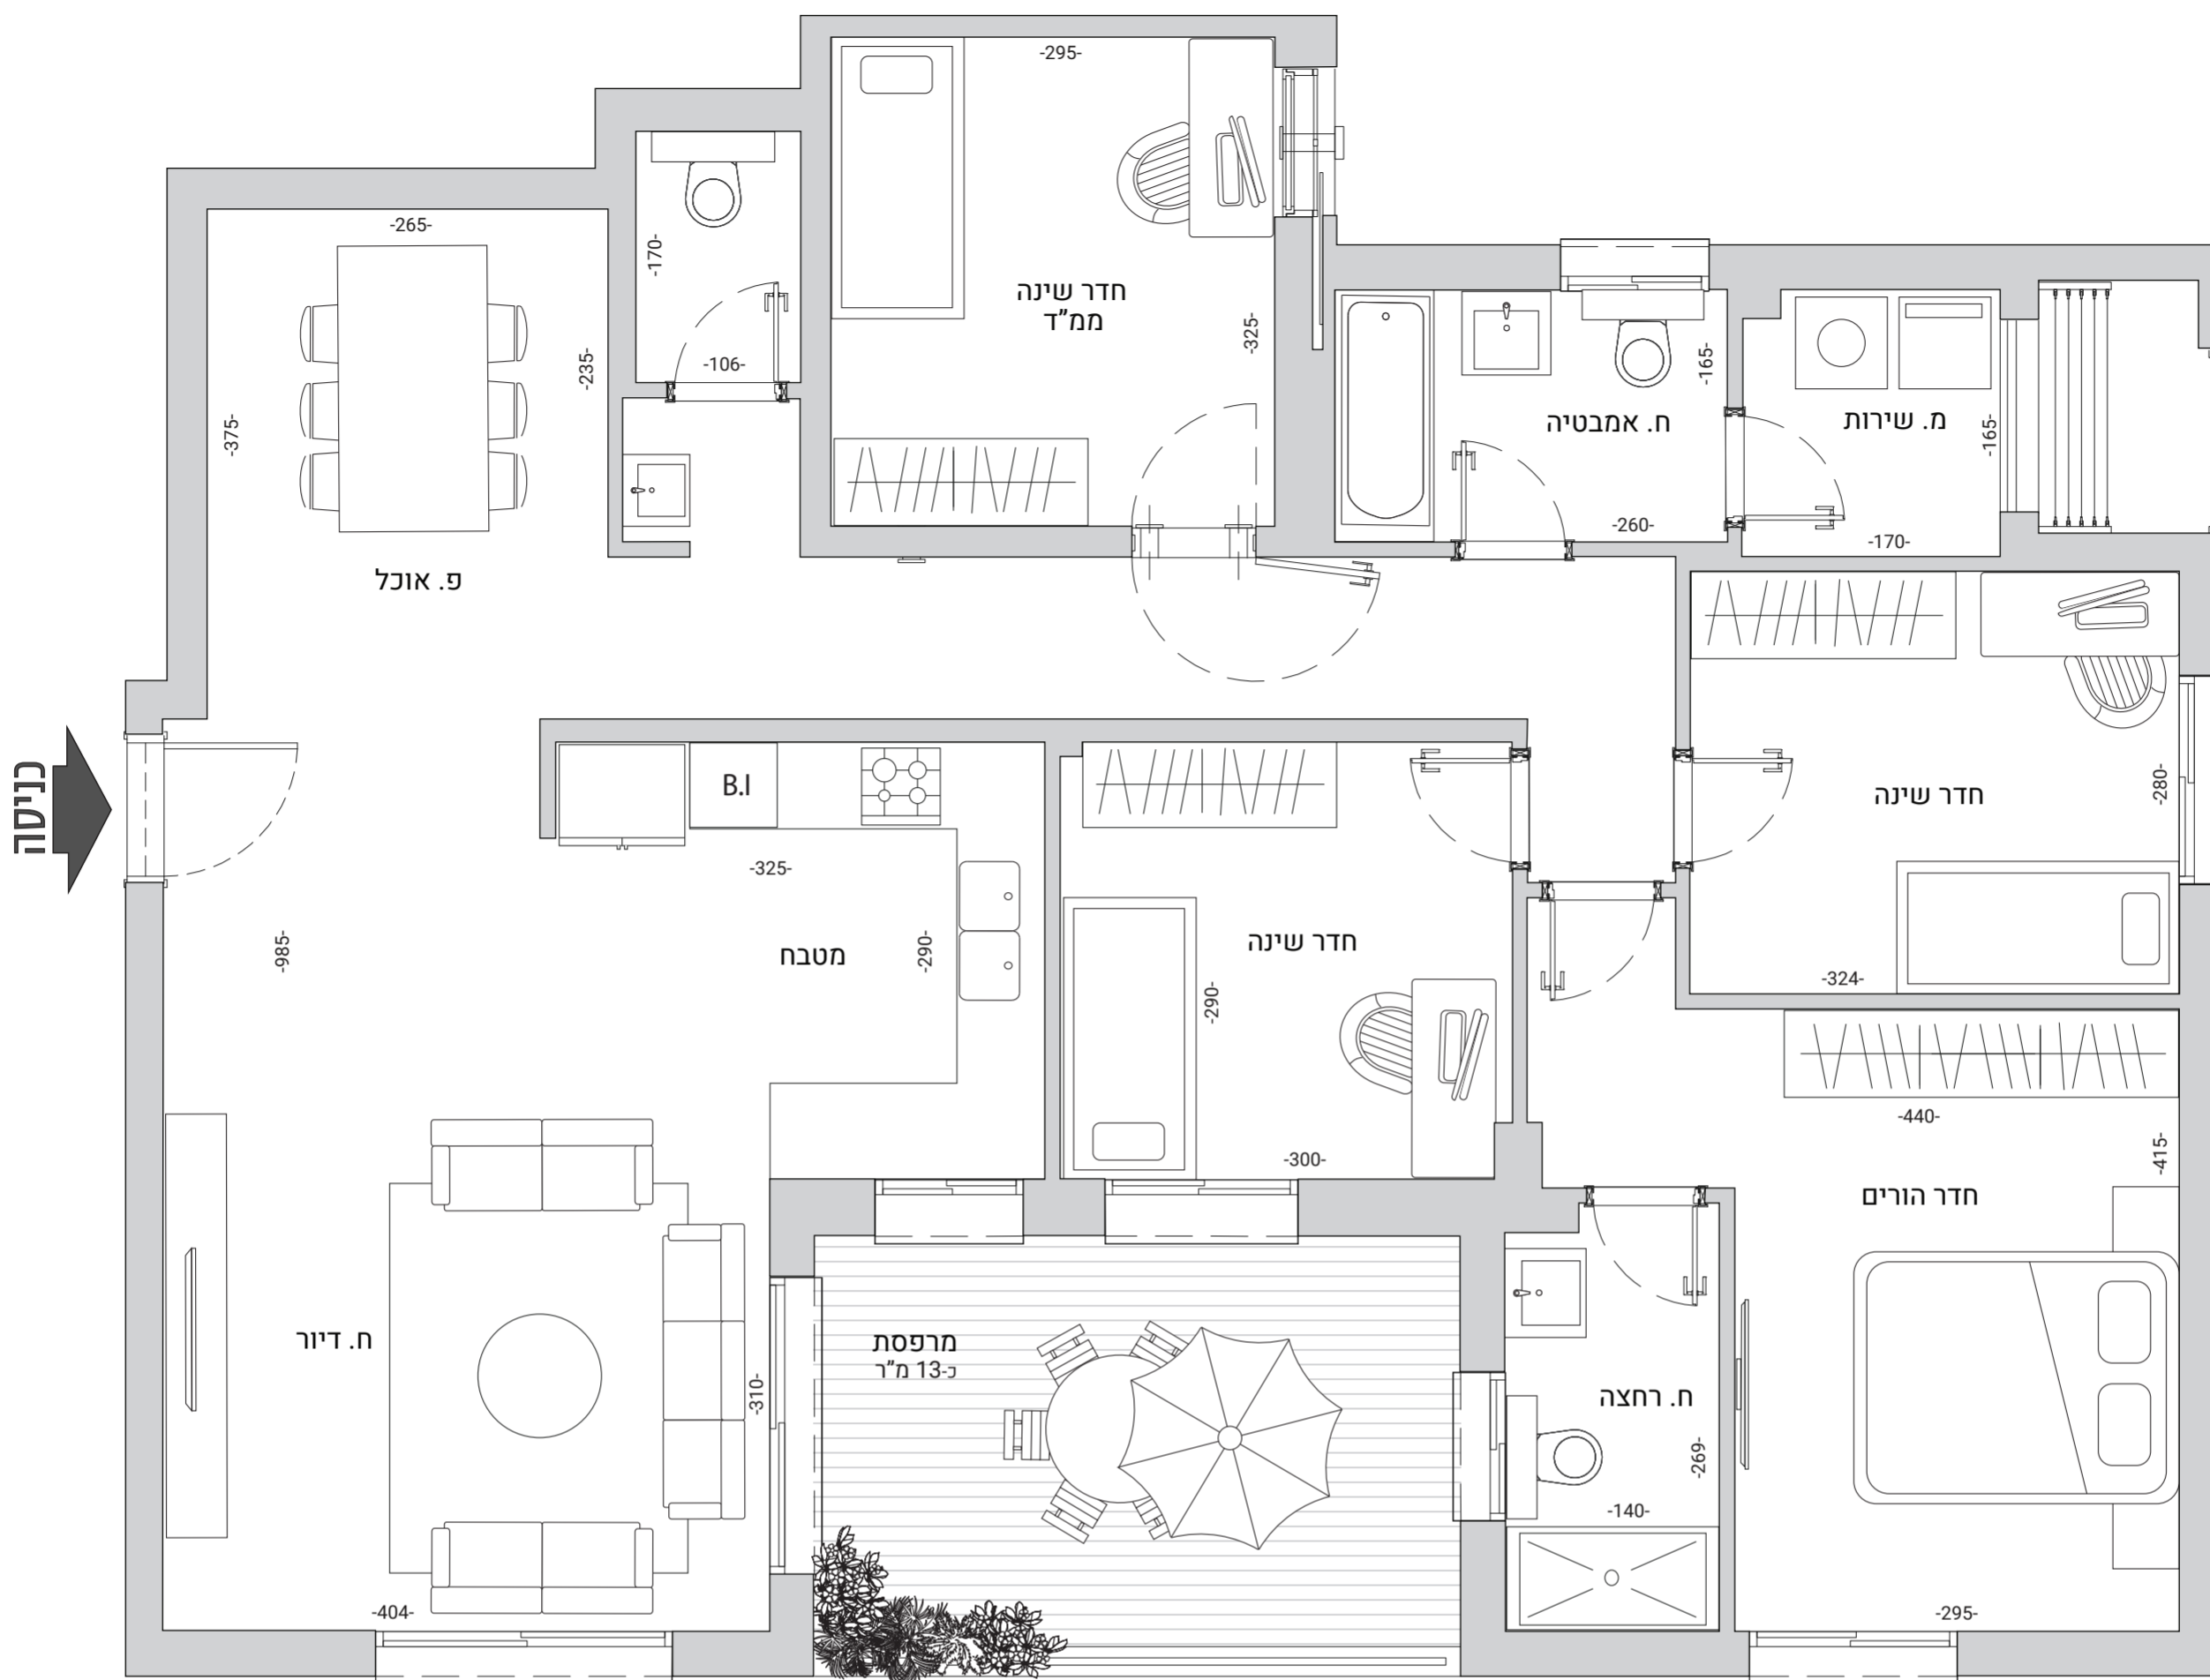 -295-
-265-
-170-
חדר שינה
ממ״ד
-325-
-106-
-235-
-375-
-165-
ח. אמבטיה
מ. שירות
-165-
-260-
-170-
פ. אוכל
כניסה
B.I
-325-
-985-
מטבח
-290-
חדר שינה
-290-
-300-
חדר שינה
-280-
-324-
-440-
-415-
חדר הורים
ח. דיור
-310-
מרפסת
כ-13 מ״ר
ח. רחצה
-269-
-140-
-404-
-295-